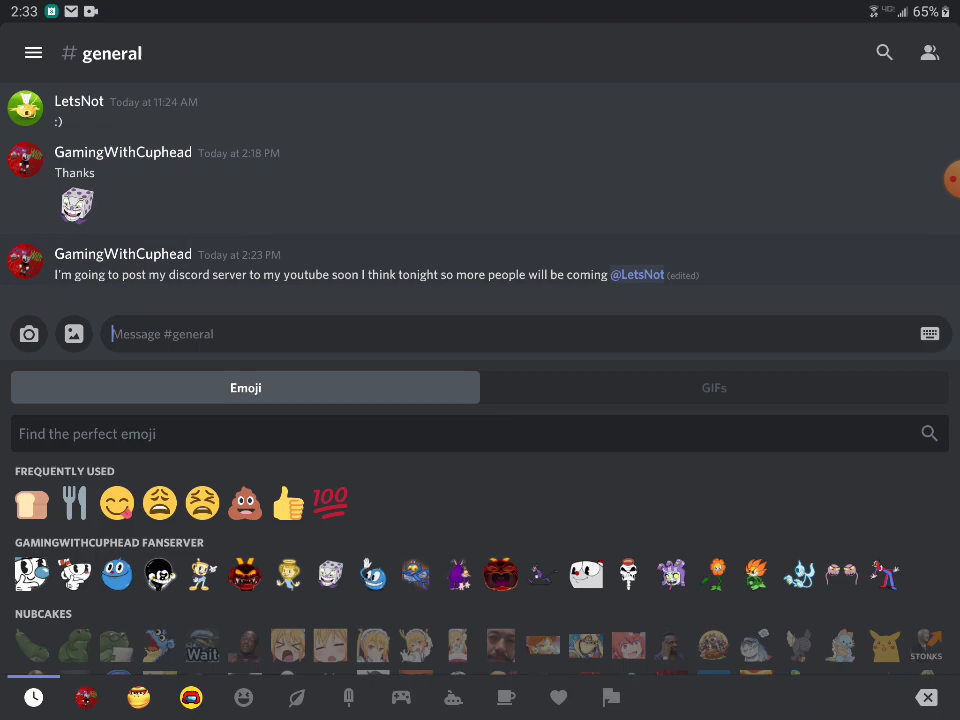 2:33 4G 65%
# general
LetsNot Today at 11:24 AM
:)
GamingWithCuphead Today at 2:18 PM
Thanks
GamingWithCuphead Today at 2:23 PM
I'm going to post my discord server to my youtube soon I think tonight so more people will be coming @LetsNot (edited)
Message #general
Emoji GIFs
Find the perfect emoji
FREQUENTLY USED
100
GAMINGWITHCUPHEAD FANSERVER
NUBCAKES
Wait
STONKS